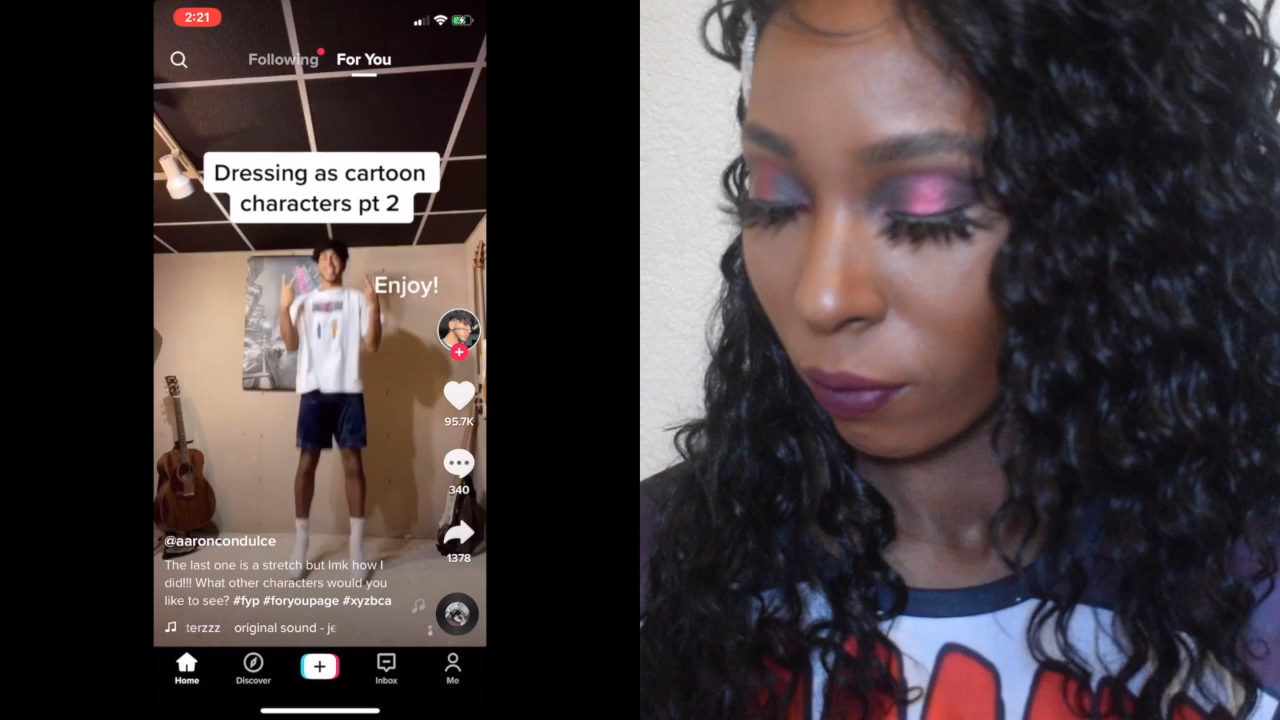 2:21
Following For You
Dressing as cartoon
characters pt 2
Enjoy!
95.7K
340
1378
@aaroncondulce
The last one is a stretch but lmk how I
did!!! What other characters would you
like to see? #fyp #foryoupage #xyzbca
terzzz original sound - je
Home Discover Inbox Me